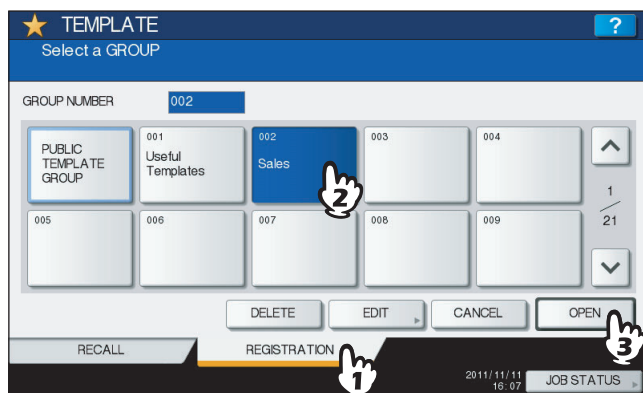 TEMPLATE
?
Select a GROUP
GROUP NUMBER 002
PUBLIC
TEMPLATE
GROUP
001
Useful
Templates
002
Sales
2
003
004
1
21
005
006
007
008
009
DELETE
EDIT
CANCEL
OPEN
3
RECALL
REGISTRATION
1
2011/11/11
16:07
JOB STATUS